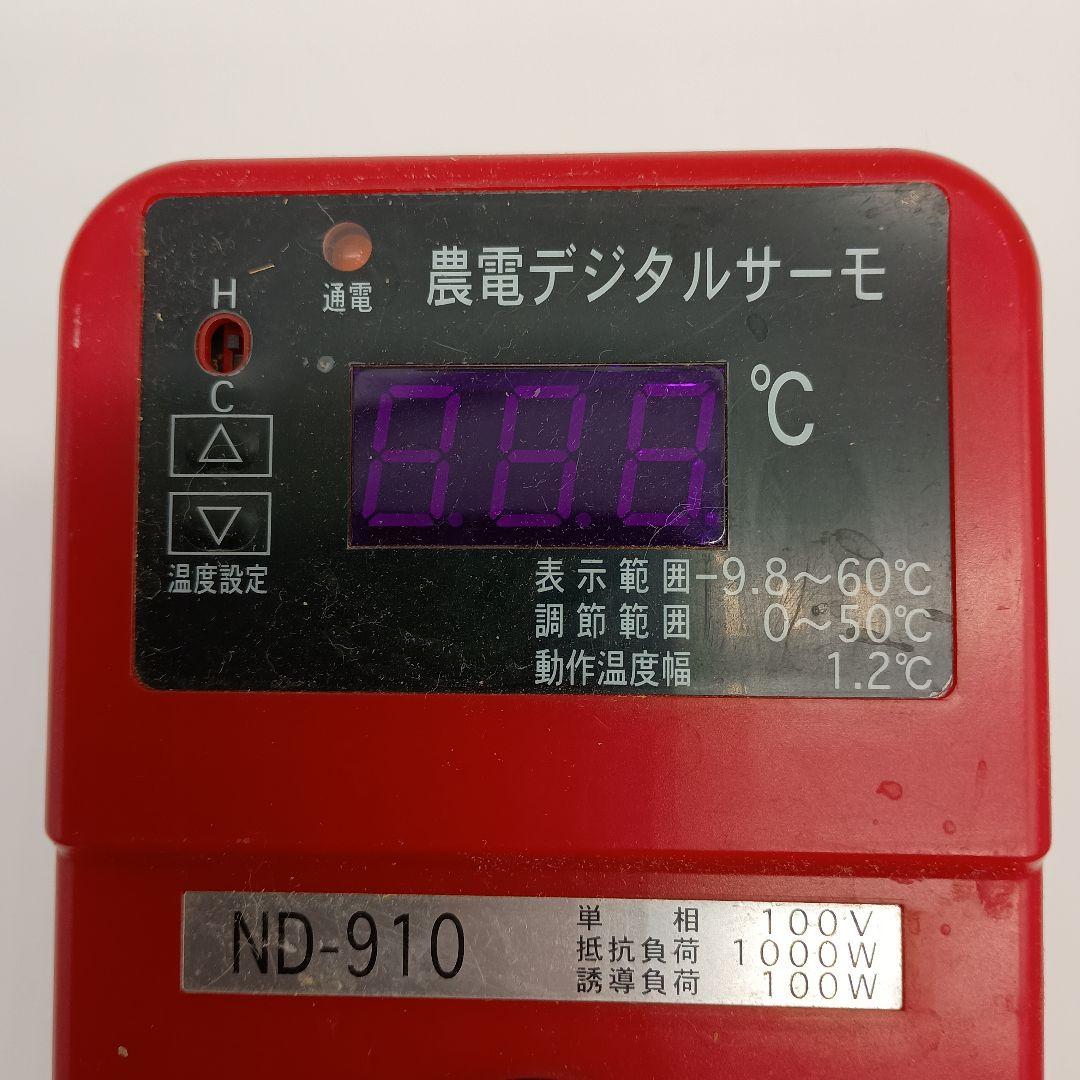 農電デジタルサーモ
通電
H
C
℃
温度設定
表示範囲 -9.8～60℃
調節範囲 0～50℃
動作温度幅 1.2℃
ND-910
単相 100V
抵抗負荷 1000W
誘導負荷 100W